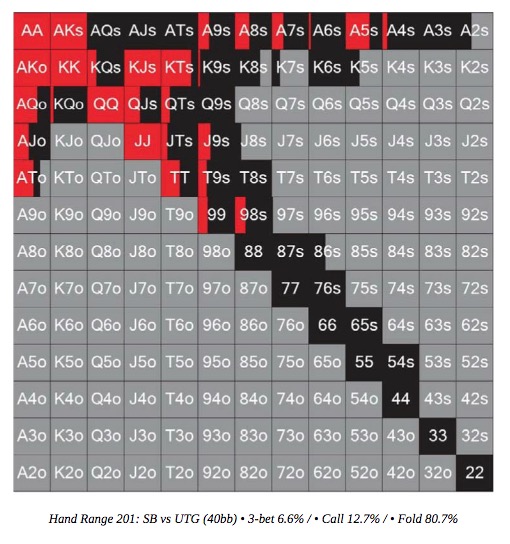 AA AKs AQs AJs ATs A9s A8s A7s A6s A5s A4s A3s A2s
AKo KK KQs KJs KTs K9s K8s K7s K6s K5s K4s K3s K2s
AQo KQo QQ QJs QTs Q9s Q8s Q7s Q6s Q5s Q4s Q3s Q2s
AJo KJo QJo JJ JTs J9s J8s J7s J6s J5s J4s J3s J2s
ATo KTo QTo JTo TT T9s T8s T7s T6s T5s T4s T3s T2s
A9o K9o Q9o J9o T9o 99 98s 97s 96s 95s 94s 93s 92s
A8o K8o Q8o J8o T8o 98o 88 87s 86s 85s 84s 83s 82s
A7o K7o Q7o J7o T7o 97o 87o 77 76s 75s 74s 73s 72s
A6o K6o Q6o J6o T6o 96o 86o 76o 66 65s 64s 63s 62s
A5o K5o Q5o J5o T5o 95o 85o 75o 65o 55 54s 53s 52s
A4o K4o Q4o J4o T4o 94o 84o 74o 64o 54o 44 43s 42s
A3o K3o Q3o J3o T3o 93o 83o 73o 63o 53o 43o 33 32s
A2o K2o Q2o J2o T2o 92o 82o 72o 62o 52o 42o 32o 22
Hand Range 201: SB vs UTG (40bb) • 3-bet 6.6% / • Call 12.7% / • Fold 80.7%